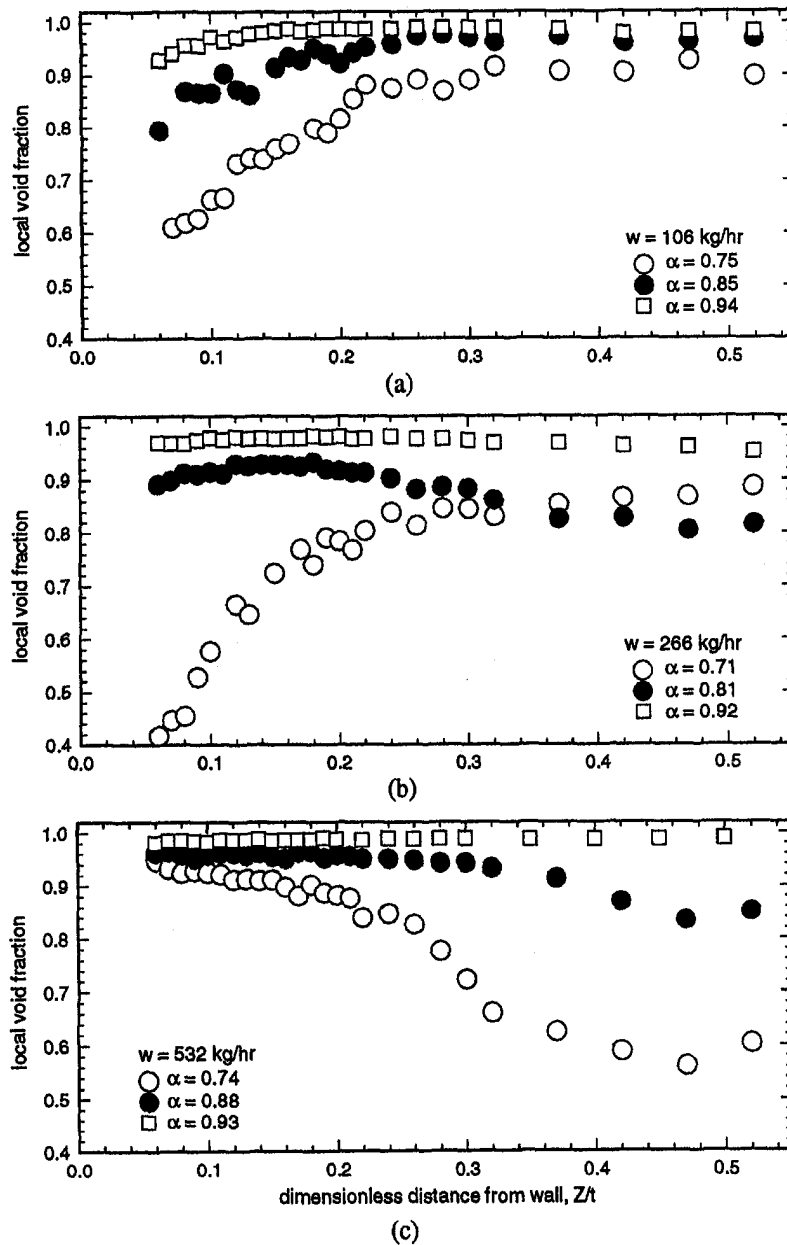 1.0
0.9
0.8
0.7
0.6
0.5
0.4
local void fraction
w = 106 kg/hr
α = 0.75
α = 0.85
α = 0.94
0.0 0.1 0.2 0.3 0.4 0.5
(a)
1.0
0.9
0.8
0.7
0.6
0.5
0.4
local void fraction
w = 266 kg/hr
α = 0.71
α = 0.81
α = 0.92
0.0 0.1 0.2 0.3 0.4 0.5
(b)
1.0
0.9
0.8
0.7
0.6
0.5
0.4
local void fraction
w = 532 kg/hr
α = 0.74
α = 0.88
α = 0.93
0.0 0.1 0.2 0.3 0.4 0.5
dimensionless distance from wall, Z/t
(c)